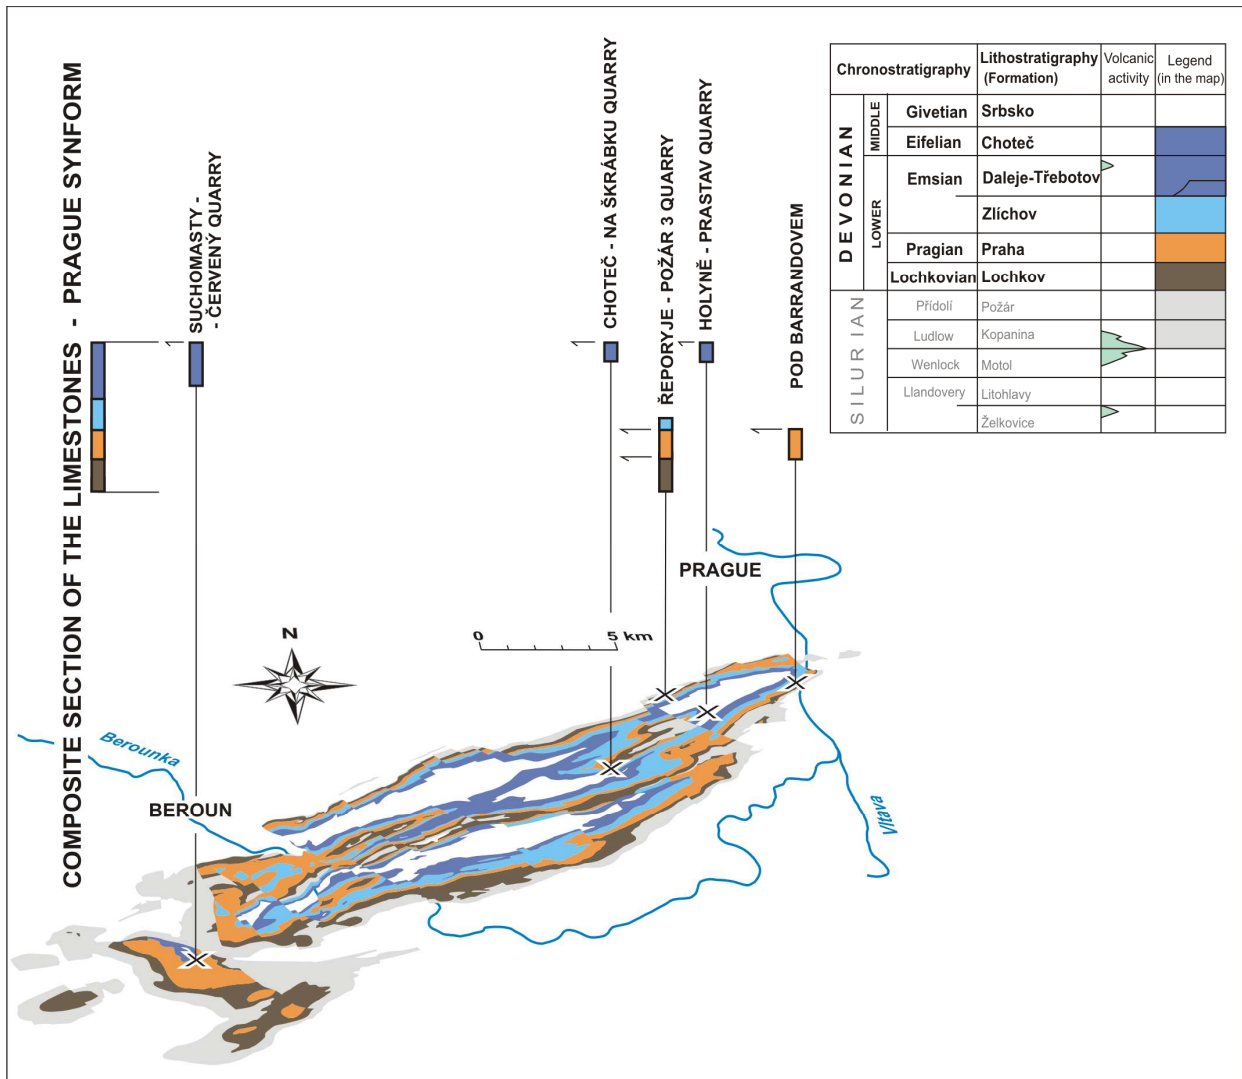 COMPOSITE SECTION OF THE LIMESTONES - PRAGUE SYNFORM
SUCHOMASTY -
- ČERVENÝ QUARRY
CHOTEČ - NA ŠKRÁBKU QUARRY
ŘEPORYJE - POŽÁR 3 QUARRY
HOLYNĚ - PRASTAV QUARRY
POD BARRANDOVEM
Chronostratigraphy
Lithostratigraphy
(Formation)
Volcanic
activity
Legend
(in the map)
DEVONIAN
MIDDLE
LOWER
Givetian Srbsko
Eifelian Choteč
Emsian Daleje-Třebotov
Zlíchov
Pragian Praha
Lochkovian Lochkov
SILURIAN
Přídolí Požár
Ludlow Kopanina
Wenlock Motol
Llandovery Litohlavy
Želkovice
PRAGUE
N
0 5 km
Berounka
BEROUN
Vltava